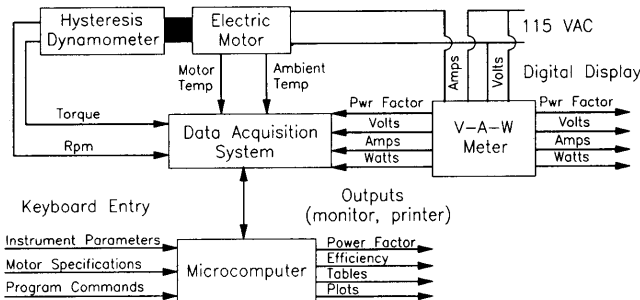 Hysteresis
Dynamometer
Electric
Motor
115 VAC
Amps
Volts
Digital Display
Motor
Temp
Ambient
Temp
Torque
Rpm
Data Acquisition
System
Pwr Factor
Volts
Amps
Watts
V-A-W
Meter
Pwr Factor
Volts
Amps
Watts
Keyboard Entry
Outputs
(monitor, printer)
Instrument Parameters
Motor Specifications
Program Commands
Microcomputer
Power Factor
Efficiency
Tables
Plots